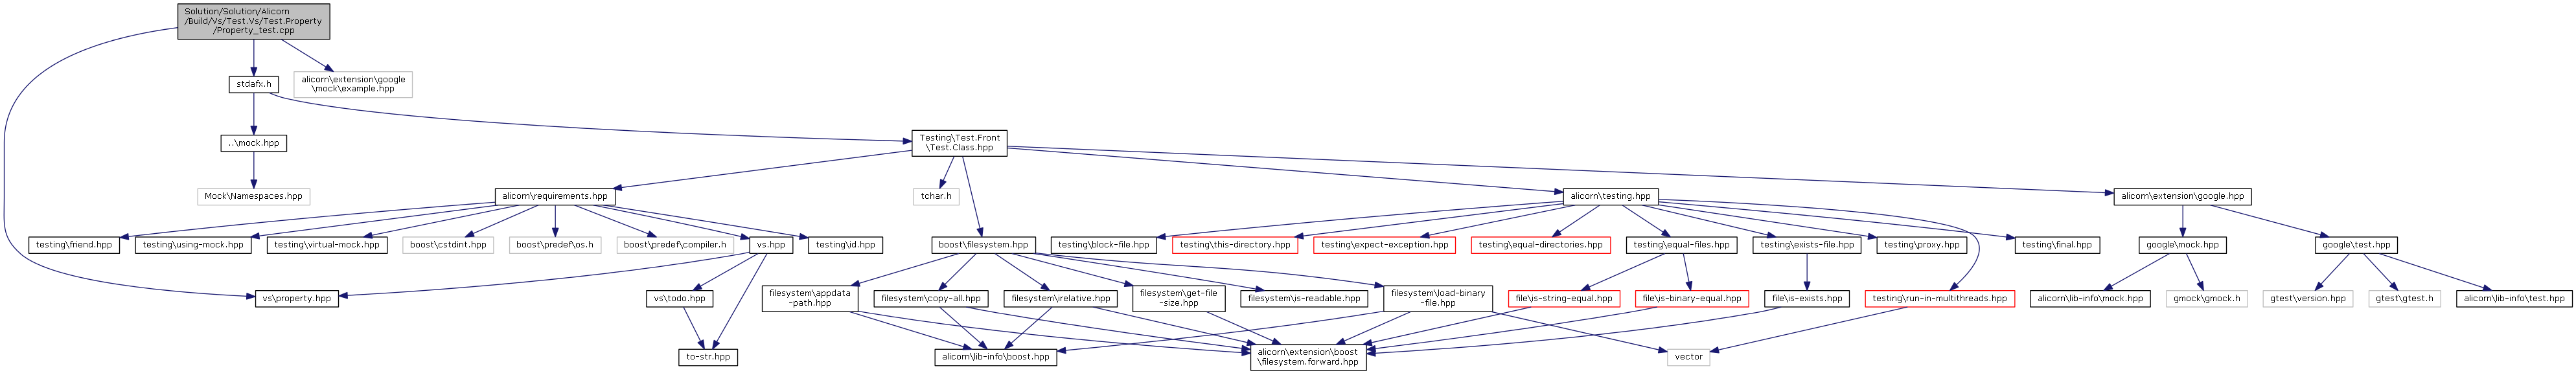 Solution/Solution/Alicorn
/Build/Vs/Test.Vs/Test.Property
/Property_test.cpp
stdafx.h
alicorn\extension\google
\mock\example.hpp
..\mock.hpp
Testing\Test.Front
\Test.Class.hpp
Mock\Namespaces.hpp
alicorn\requirements.hpp
tchar.h
alicorn\testing.hpp
alicorn\extension\google.hpp
testing\friend.hpp
testing\using-mock.hpp
testing\virtual-mock.hpp
boost\cstdint.hpp
boost\predef\os.h
boost\predef\compiler.h
vs.hpp
testing\id.hpp
boost\filesystem.hpp
testing\block-file.hpp
testing\this-directory.hpp
testing\expect-exception.hpp
testing\equal-directories.hpp
testing\equal-files.hpp
testing\exists-file.hpp
testing\proxy.hpp
testing\final.hpp
google\mock.hpp
google\test.hpp
vs\property.hpp
vs\todo.hpp
filesystem\appdata
-path.hpp
filesystem\copy-all.hpp
filesystem\irelative.hpp
filesystem\get-file
-size.hpp
filesystem\is-readable.hpp
filesystem\load-binary
-file.hpp
file\is-string-equal.hpp
file\is-binary-equal.hpp
file\is-exists.hpp
testing\run-in-multithreads.hpp
alicorn\lib-info\mock.hpp
gmock\gmock.h
gtest\version.hpp
gtest\gtest.h
alicorn\lib-info\test.hpp
to-str.hpp
alicorn\lib-info\boost.hpp
alicorn\extension\boost
\filesystem.forward.hpp
vector